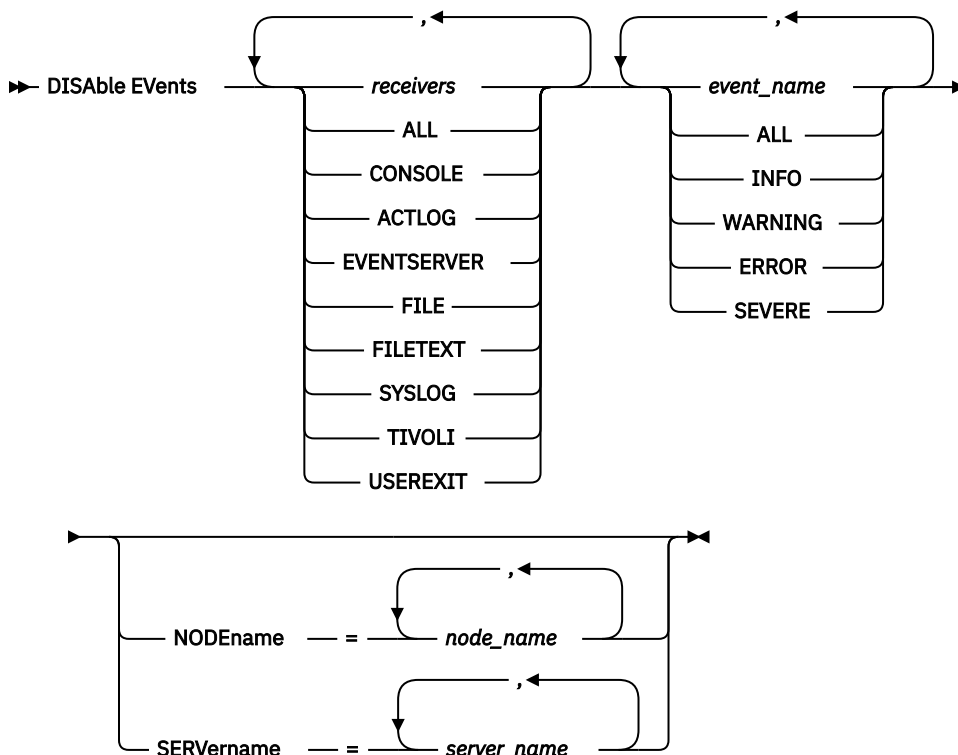 ,
,
DISAble EVents receivers event_name
ALL
ALL
CONSOLE
INFO
ACTLOG
WARNING
EVENTSERVER
ERROR
FILE
SEVERE
FILETEXT
SYSLOG
TIVOLI
USEREXIT
,
NODEname = node_name
,
SERVername = server_name